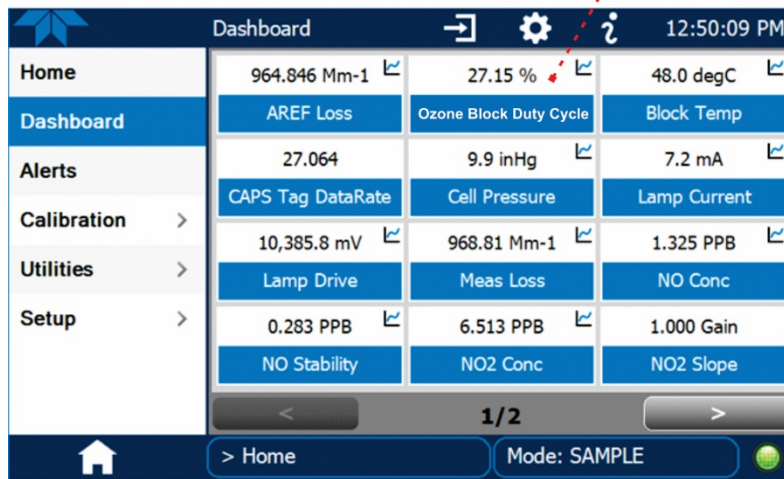 Dashboard 12:50:09 PM
Home
Dashboard
Alerts
Calibration >
Utilities >
Setup >
964.846 Mm-1 27.15 % 48.0 degC
AREF Loss Ozone Block Duty Cycle Block Temp
27.064 9.9 inHg 7.2 mA
CAPS Tag DataRate Cell Pressure Lamp Current
10,385.8 mV 968.81 Mm-1 1.325 PPB
Lamp Drive Meas Loss NO Conc
0.283 PPB 6.513 PPB 1.000 Gain
NO Stability NO2 Conc NO2 Slope
< 1/2 >
> Home Mode: SAMPLE